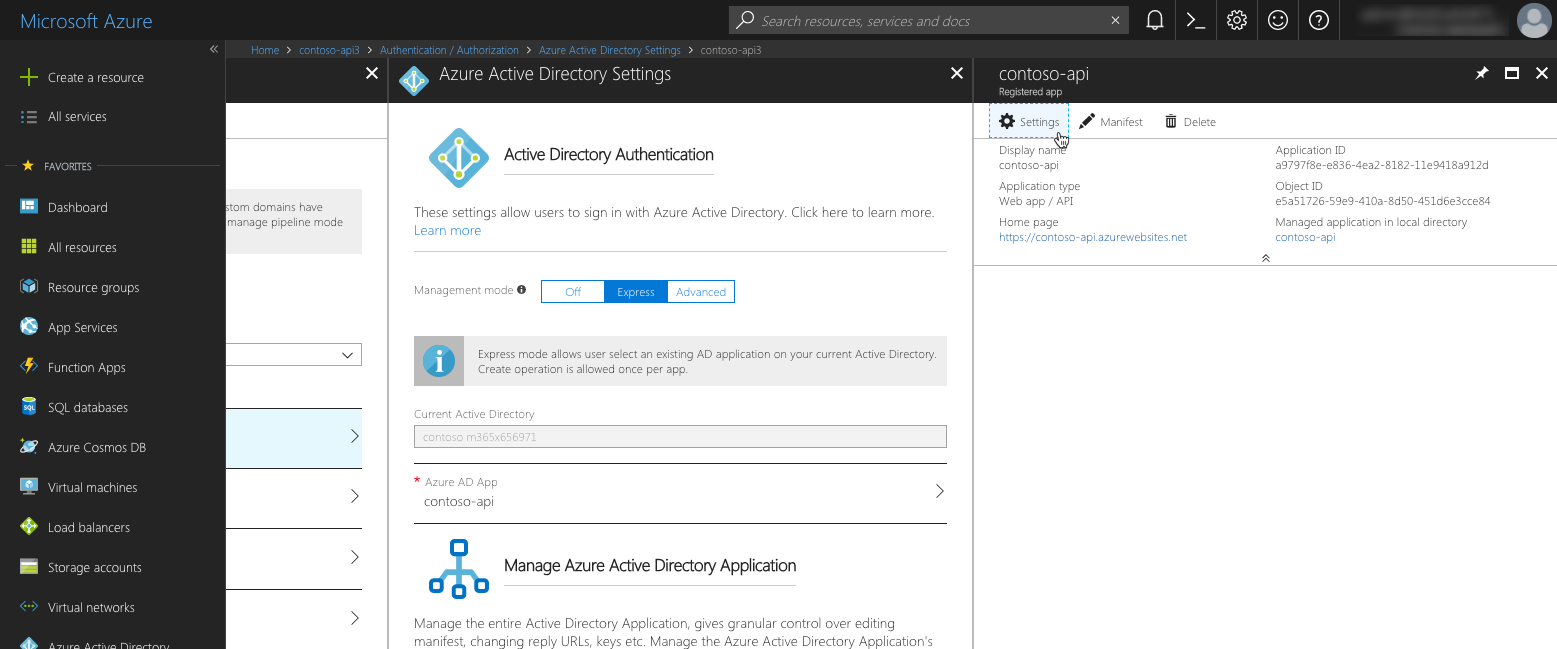 Microsoft Azure
Search resources, services and docs
Home > contoso-api3 > Authentication / Authorization > Azure Active Directory Settings > contoso-api3
Create a resource
All services
FAVORITES
Dashboard
All resources
Resource groups
App Services
Function Apps
SQL databases
Azure Cosmos DB
Virtual machines
Load balancers
Storage accounts
Virtual networks
Azure Active Directory
stom domains have
manage pipeline mode
Azure Active Directory Settings
Active Directory Authentication
These settings allow users to sign in with Azure Active Directory. Click here to learn more.
Learn more
Management mode
Off Express Advanced
Express mode allows user select an existing AD application on your current Active Directory.
Create operation is allowed once per app.
Current Active Directory
contoso m365x656971
* Azure AD App
contoso-api
Manage Azure Active Directory Application
Manage the entire Active Directory Application, gives granular control over editing
manifest, changing reply URLs, keys etc. Manage the Azure Active Directory Application's
contoso-api
Registered app
Settings Manifest Delete
Display name
contoso-api
Application type
Web app / API
Home page
https://contoso-api.azurewebsites.net
Application ID
a9797f8e-e836-4ea2-8182-11e9418a912d
Object ID
e5a51726-59e9-410a-8d50-451d6e3cce84
Managed application in local directory
contoso-api